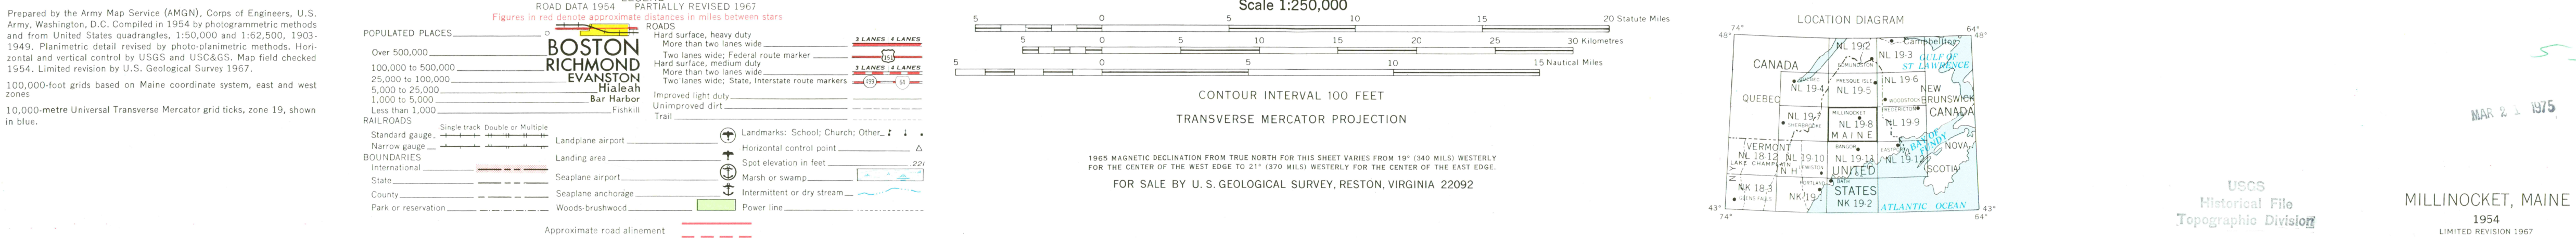 Prepared by the Army Map Service (AMGN), Corps of Engineers, U.S.
Army, Washington, D.C. Compiled in 1954 by photogrammetric methods
and from United States quadrangles, 1:50,000 and 1:62,500, 1903-
1949. Planimetric detail revised by photo-planimetric methods. Hori-
zontal and vertical control by USGS and USC&GS. Map field checked
1954. Limited revision by U.S. Geological Survey 1967.
100,000-foot grids based on Maine coordinate system, east and west
zones
10,000-metre Universal Transverse Mercator grid ticks, zone 19, shown
in blue.
ROAD DATA 1954 PARTIALLY REVISED 1967
Figures in red denote approximate distances in miles between stars
POPULATED PLACES
Over 500,000 BOSTON
100,000 to 500,000 RICHMOND
25,000 to 100,000 EVANSTON
5,000 to 25,000 Hialeah
1,000 to 5,000 Bar Harbor
Less than 1,000 Fishkill
RAILROADS
Single track Double or Multiple
Standard gauge
Narrow gauge
BOUNDARIES
International
State
County
Park or reservation
Landplane airport
Landing area
Seaplane airport
Seaplane anchorage
Woods-brushwood
ROADS
Hard surface, heavy duty
More than two lanes wide 3 LANES 4 LANES
Two lanes wide; Federal route marker 151
Hard surface, medium duty
More than two lanes wide 3 LANES 4 LANES
Two lanes wide; State, Interstate route markers 64
Improved light duty
Unimproved dirt
Trail
Landmarks: School; Church; Other
Horizontal control point
Spot elevation in feet 221
Marsh or swamp
Intermittent or dry stream
Power line
Approximate road alinement
Scale 1:250,000
5 0 5 10 15 20 Statute Miles
5 0 5 10 15 20 25 30 Kilometres
5 0 5 10 15 Nautical Miles
CONTOUR INTERVAL 100 FEET
TRANSVERSE MERCATOR PROJECTION
1965 MAGNETIC DECLINATION FROM TRUE NORTH FOR THIS SHEET VARIES FROM 19° (340 MILS) WESTERLY
FOR THE CENTER OF THE WEST EDGE TO 21° (370 MILS) WESTERLY FOR THE CENTER OF THE EAST EDGE.
FOR SALE BY U. S. GEOLOGICAL SURVEY, RESTON, VIRGINIA 22092
LOCATION DIAGRAM
74° 64°
48° 48°
NL 19-2 Campbellton
NL 19-3 GULF OF
ST LAWRENCE
EDMUNDSTON
CANADA
QUEBEC PRESQUE ISLE NL 19-6
NL 19-4 NL 19-5 NEW
QUEBEC WOODSTOCK BRUNSWICK
MILLINOCKET FREDERICTON CANADA
NL 19-7 NL 19-8 NL 19-9
SHERBROOKE MAINE
BAY OF
FUNDY
VERMONT BANGOR EASTPORT NOVA
NL 18-12 NL 19-10 NL 19-11 NL 19-12
LAKE CHAMPLAIN LEWISTON SCOTIA
N H UNITED
N Y PORTLAND BATH
NK 18-3 STATES
GLENS FALLS NK 19-1 NK 19-2 ATLANTIC OCEAN
43° 43°
74° 64°
USGS
Historical File
Topographic Division
MAR 2 1 1975
MILLINOCKET, MAINE
1954
LIMITED REVISION 1967